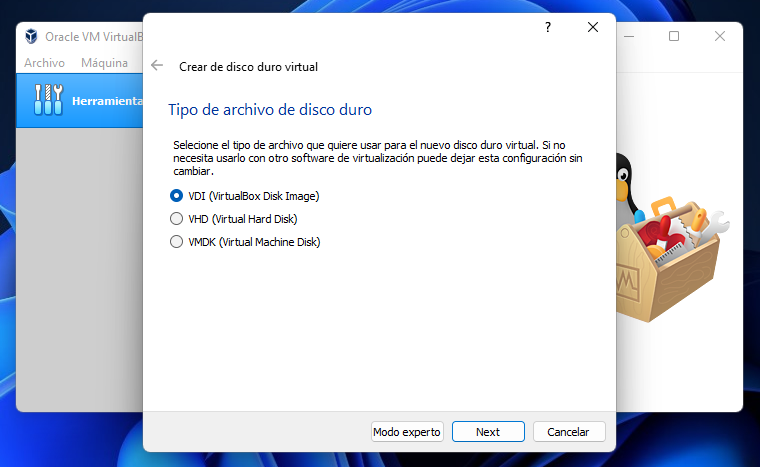 Oracle VM VirtualB
Archivo Máquina
Herramienta
?
Crear de disco duro virtual
Tipo de archivo de disco duro
Seleccione el tipo de archivo que quiere usar para el nuevo disco duro virtual. Si no
necesita usarlo con otro software de virtualización puede dejar esta configuración sin
cambiar.
VDI (VirtualBox Disk Image)
VHD (Virtual Hard Disk)
VMDK (Virtual Machine Disk)
Modo experto Next Cancelar